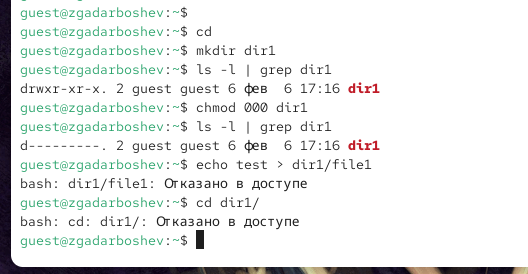 guest@zgadarboshev:~$
guest@zgadarboshev:~$ cd
guest@zgadarboshev:~$ mkdir dir1
guest@zgadarboshev:~$ ls -l | grep dir1
drwxr-xr-x. 2 guest guest 6 фев  6 17:16 dir1
guest@zgadarboshev:~$ chmod 000 dir1
guest@zgadarboshev:~$ ls -l | grep dir1
d---------. 2 guest guest 6 фев  6 17:16 dir1
guest@zgadarboshev:~$ echo test > dir1/file1
bash: dir1/file1: Отказано в доступе
guest@zgadarboshev:~$ cd dir1/
bash: cd: dir1/: Отказано в доступе
guest@zgadarboshev:~$